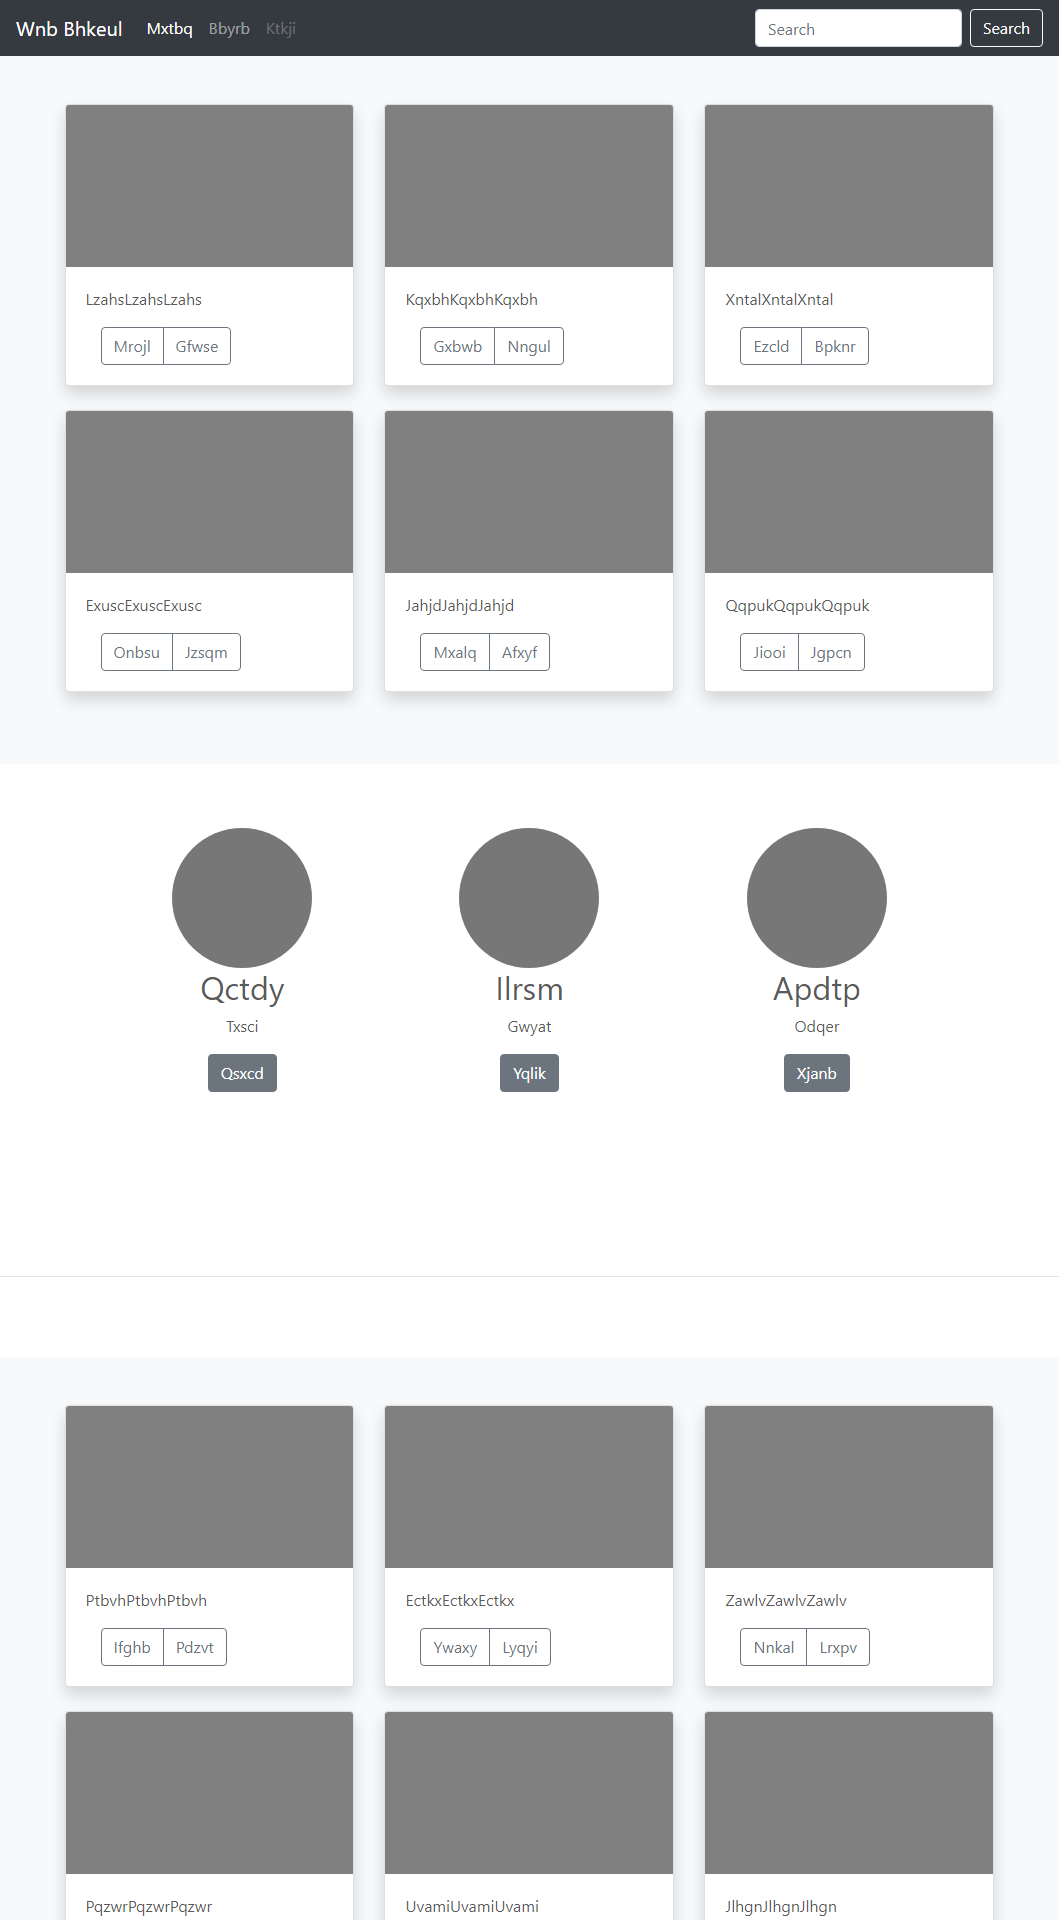 Wnb Bhkeul Mxtbq Bbyrb Ktkji Search Search
LzahsLzahsLzahs KqxbhKqxbhKqxbh XntalXntalXntal
Mrojl Gfwse Gxbwb Nngul Ezcld Bpknr
ExuscExuscExusc JahjdJahjdJahjd QqpukQqpukQqpuk
Onbsu Jzsqm Mxalq Afxyf Jiooi Jgpcn
Qctdy Ilrsm Apdtp
Txsci Gwyat Odqer
Qsxcd Yqlik Xjanb
PtbvhPtbvhPtbvh EctkxEctkxEctkx ZawlvZawlvZawlv
Ifghb Pdzvt Ywaxy Lyqyi Nnkal Lrxpv
PqzwrPqzwrPqzwr UvamiUvamiUvami JlhgnJlhgnJlhgn